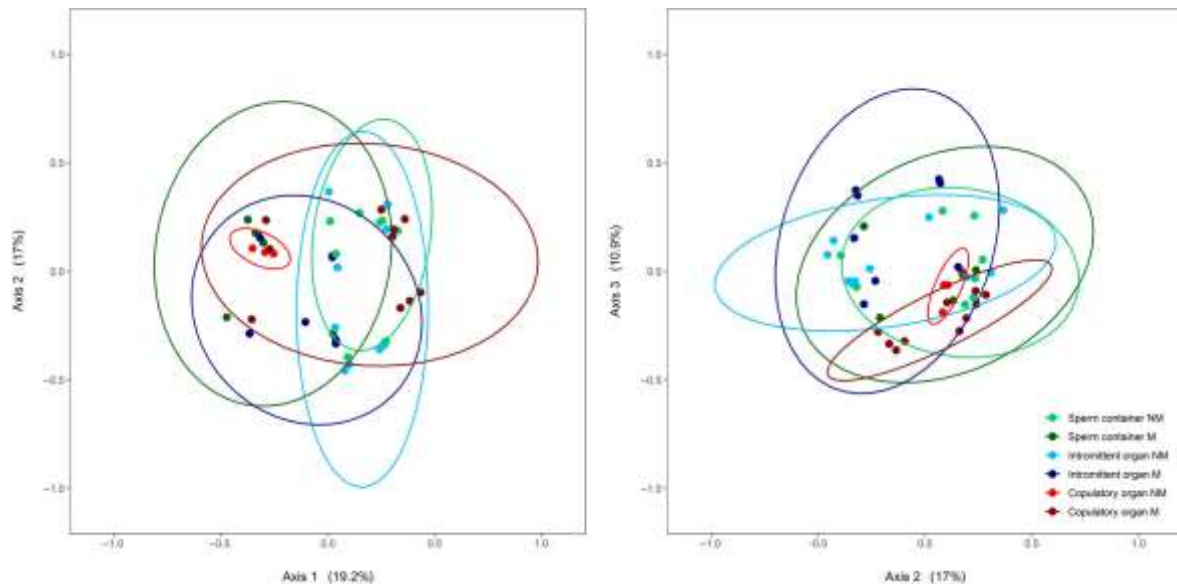 1.0
0.5
0.0
−0.5
−1.0
Axis 2 (17%)
−1.0 −0.5 0.0 0.0 1.0
Axis 1 (19.2%)
1.0
0.5
0.0
−0.5
−1.0
Axis 3 (10.9%)
−1.0 −0.5 0.0 0.5 1.0
Axis 2 (17%)
Sperm container NM
Sperm container M
Intromittent organ NM
Intromittent organ M
Copulatory organ NM
Copulatory organ M